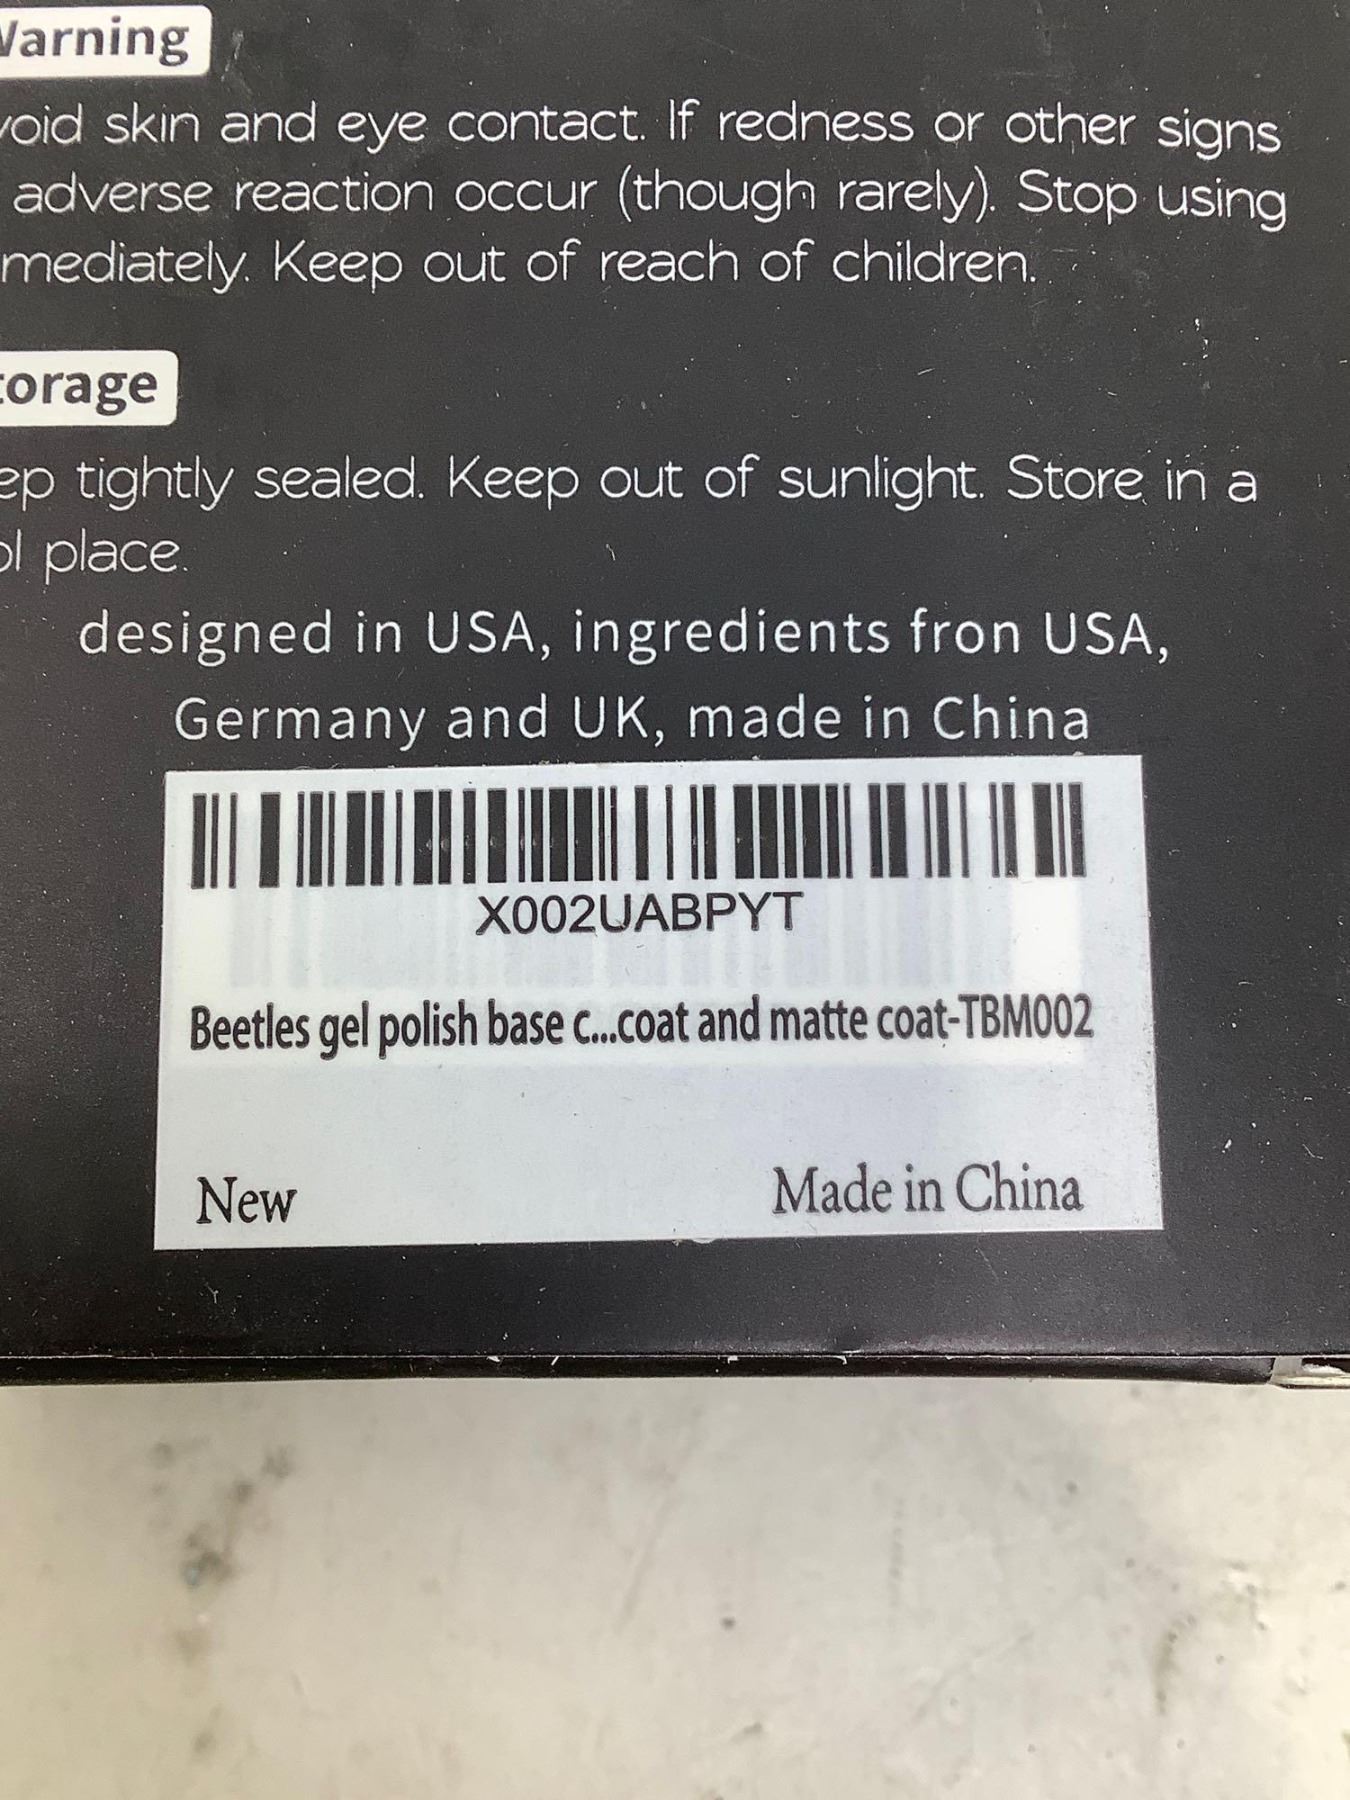 Warning
void skin and eye contact. If redness or other signs
adverse reaction occur (though rarely). Stop using
mediately. Keep out of reach of children.
torage
ep tightly sealed. Keep out of sunlight. Store in a
ol place.
designed in USA, ingredients fron USA,
Germany and UK, made in China
X002UABPYT
Beetles gel polish base c...coat and matte coat-TBM002
New
Made in China